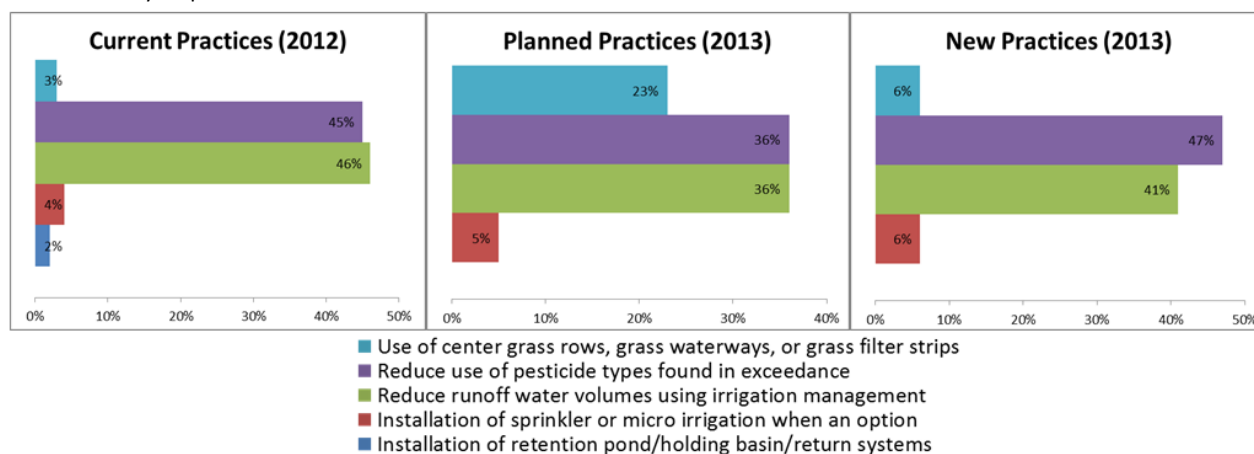 Current Practices (2012)
3%
45%
46%
4%
2%
0% 10% 20% 30% 40% 50%
Planned Practices (2013)
23%
36%
36%
5%
0% 10% 20% 30% 40%
New Practices (2013)
6%
47%
41%
6%
0% 10% 20% 30% 40% 50%
Use of center grass rows, grass waterways, or grass filter strips
Reduce use of pesticide types found in exceedance
Reduce runoff water volumes using irrigation management
Installation of sprinkler or micro irrigation when an option
Installation of retention pond/holding basin/return systems